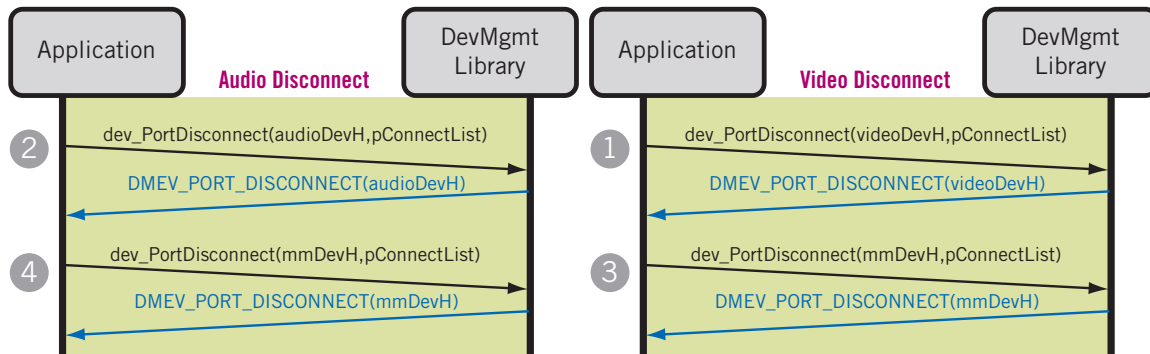 Application
Audio Disconnect
DevMgmt
Library
2
dev_PortDisconnect(audioDevH,pConnectList)
DMEV_PORT_DISCONNECT(audioDevH)
4
dev_PortDisconnect(mmDevH,pConnectList)
DMEV_PORT_DISCONNECT(mmDevH)
Application
Video Disconnect
DevMgmt
Library
1
dev_PortDisconnect(videoDevH,pConnectList)
DMEV_PORT_DISCONNECT(videoDevH)
3
dev_PortDisconnect(mmDevH,pConnectList)
DMEV_PORT_DISCONNECT(mmDevH)